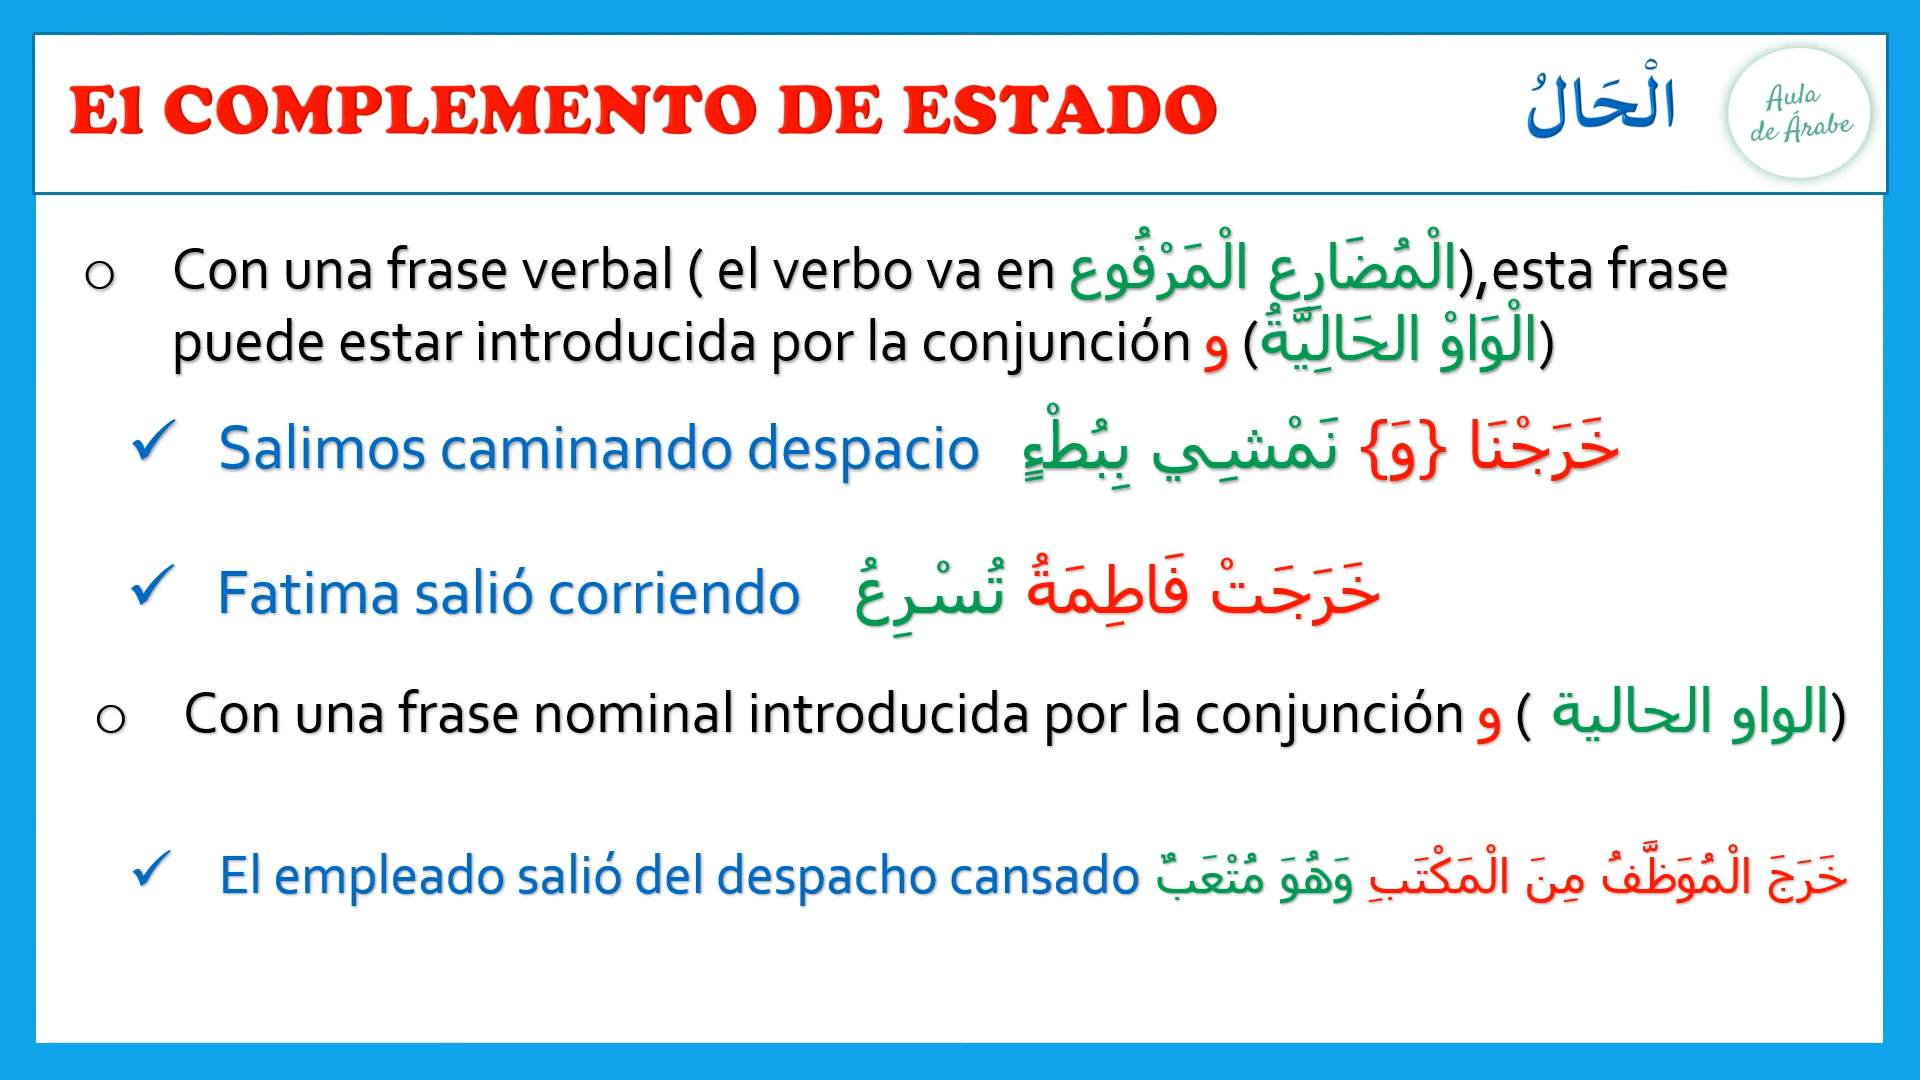 El COMPLEMENTO DE ESTADO
الْحَالُ
Aula
de Árabe
o Con una frase verbal ( el verbo va en الْمُضَارِع الْمَرْفُوع),esta frase
puede estar introducida por la conjunción و (الْوَاوْ الحَالِيَّةُ)
✓ Salimos caminando despacio خَرَجْنَا {وَ} نَمْشِـي بِبُطْءٍ
✓ Fatima salió corriendo خَرَجَتْ فَاطِمَةُ تُسْـرِعُ
o Con una frase nominal introducida por la conjunción و ( الواو الحالية)
✓ El empleado salió del despacho cansado خَرَجَ الْمُوَظَّفُ مِنَ الْمَكْتَبِ وَهُوَ مُتْعَبٌ